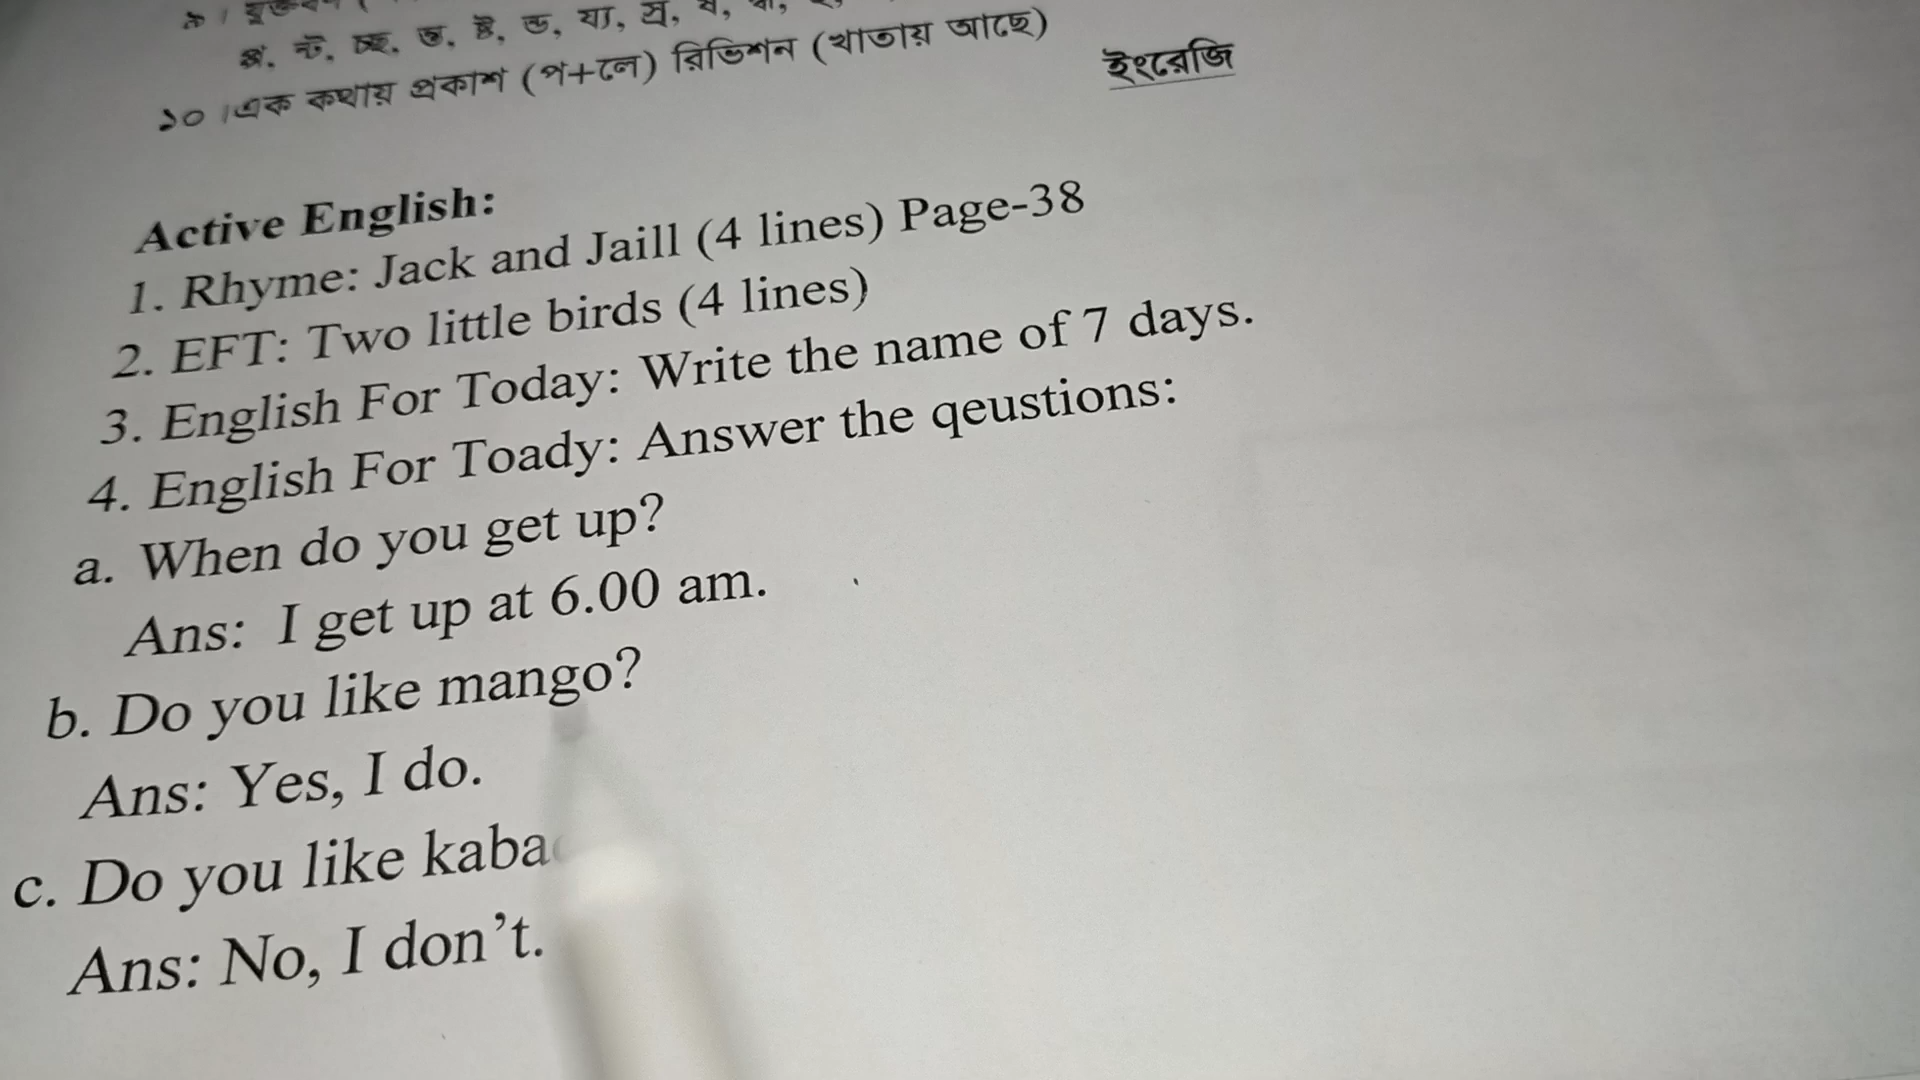 ৯। যুক্তবর্ণ (
ন্ট, চ্ছ, ন্ড, য্য, স্র,
১০।এক কথায় প্রকাশ (প+লে) রিভিশন (খাতায় আছে)
ইংরেজি
Active English:
1. Rhyme: Jack and Jaill (4 lines) Page-38
2. EFT: Two little birds (4 lines)
3. English For Today: Write the name of 7 days.
4. English For Toady: Answer the qeustions:
a. When do you get up?
Ans: I get up at 6.00 am.
b. Do you like mango?
Ans: Yes, I do.
c. Do you like
Ans: No, I don’t.